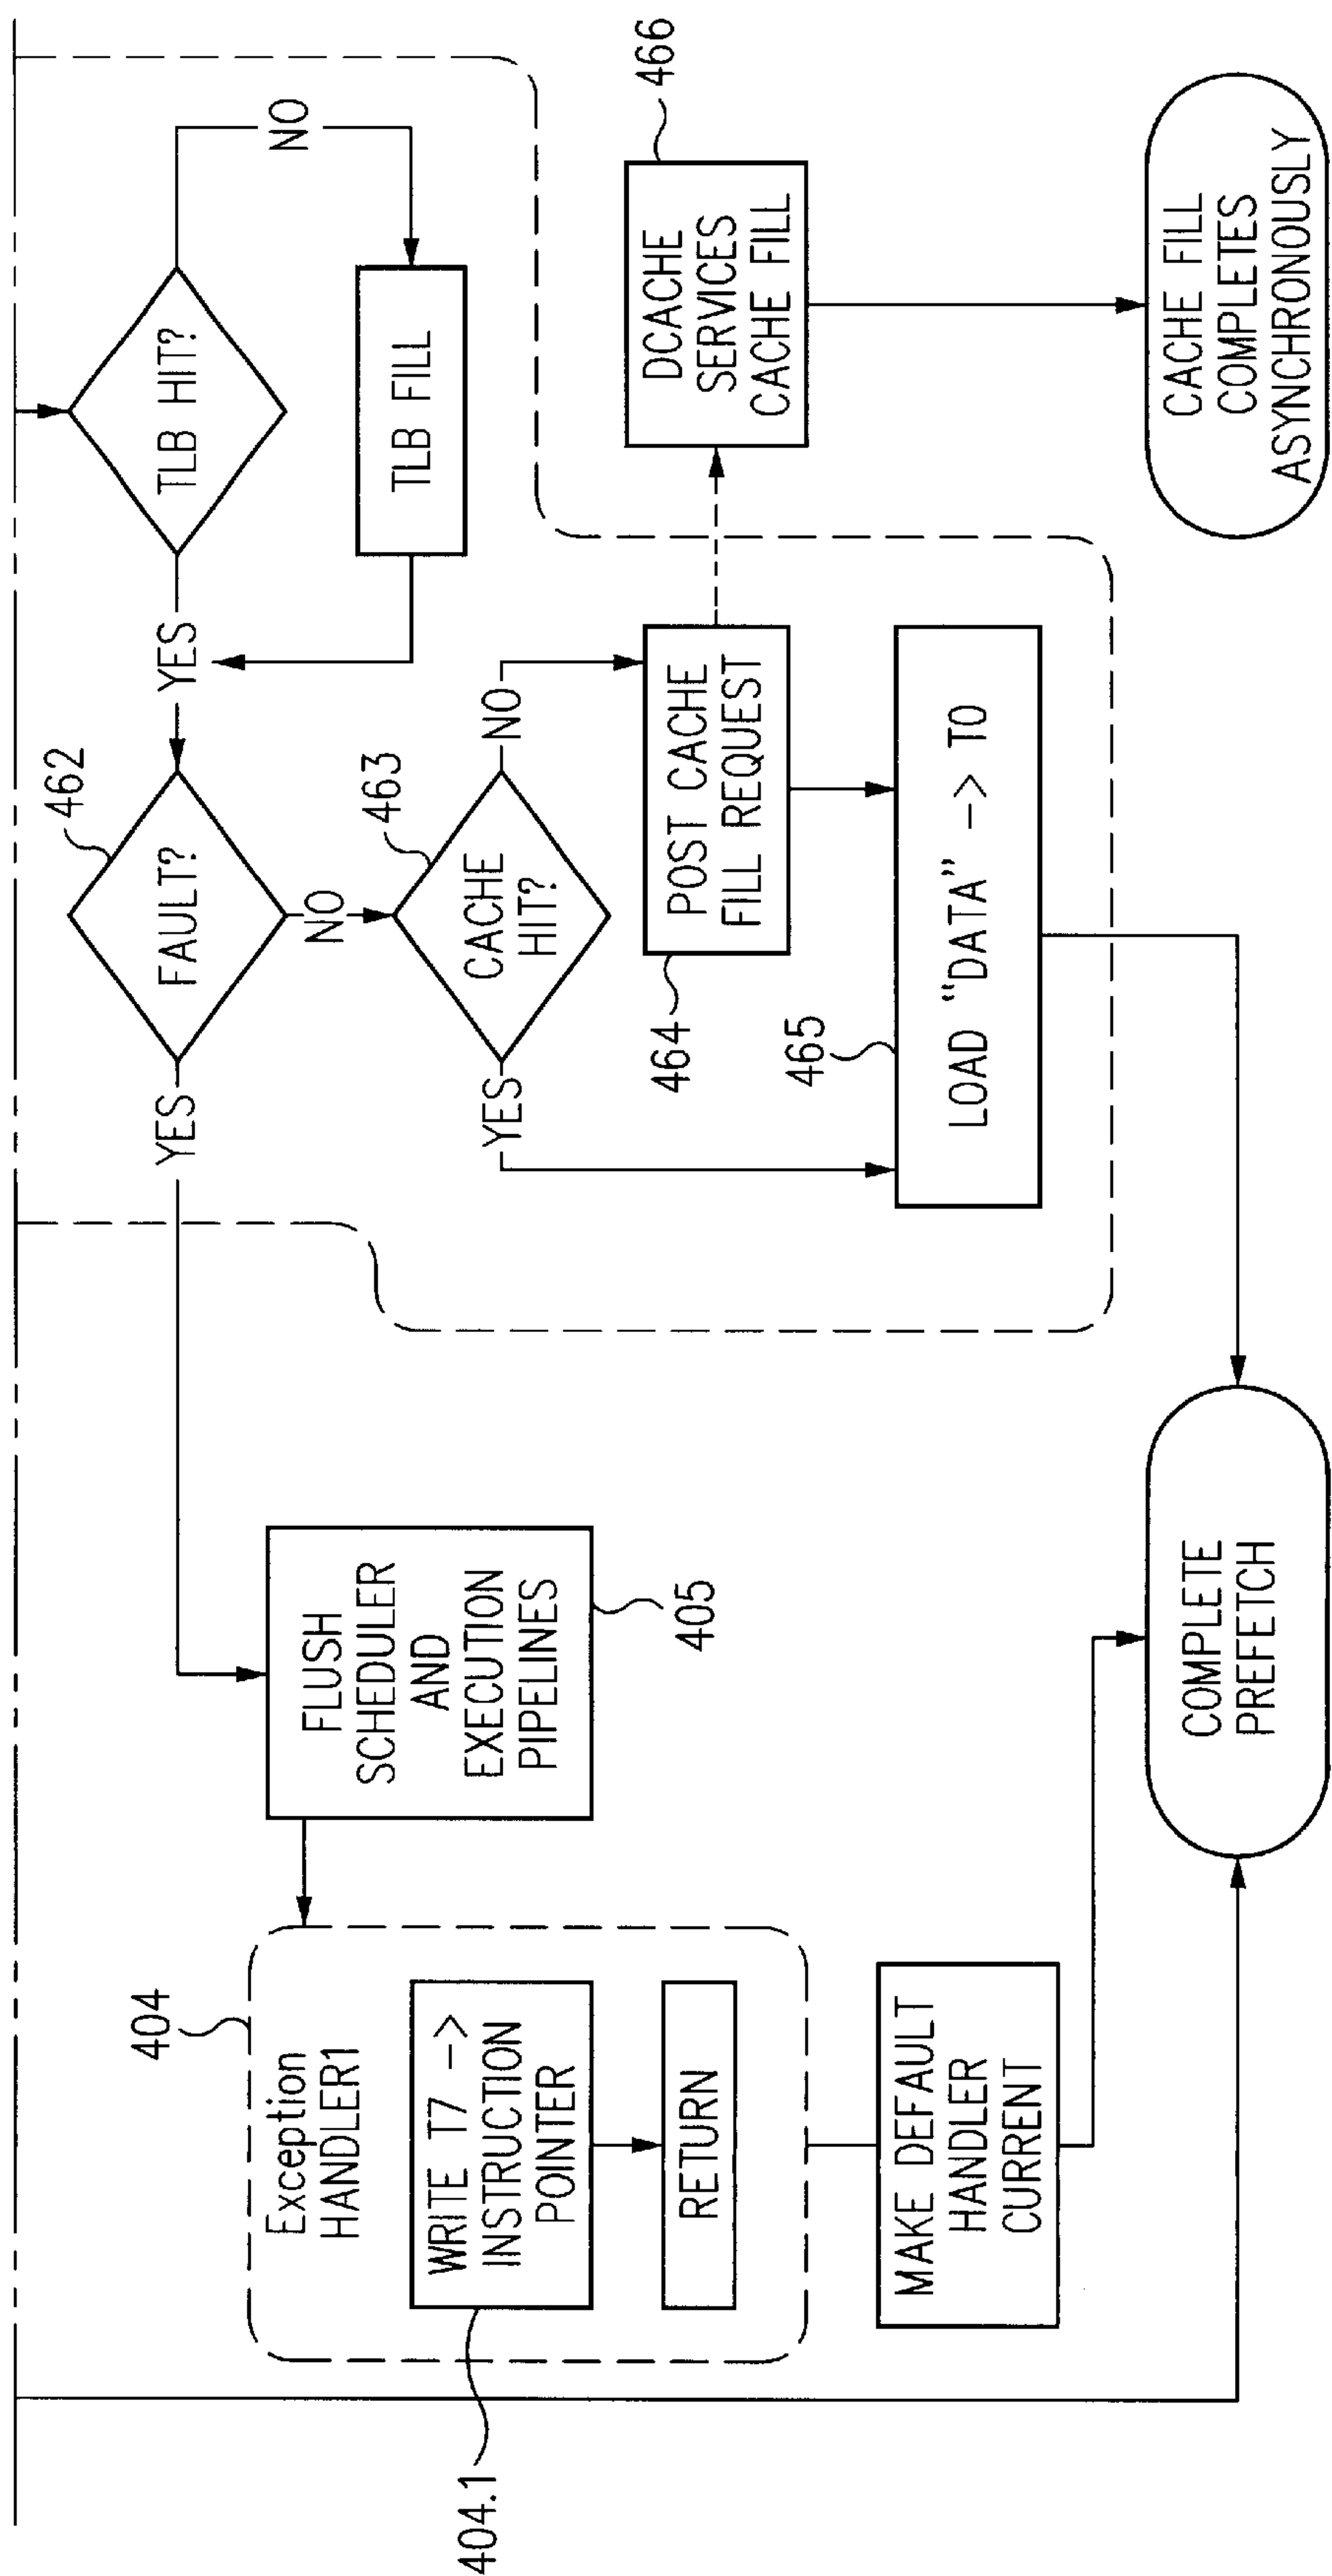 TLB HIT?
NO
YES
TLB FILL
462
FAULT?
YES
NO
463
CACHE
HIT?
NO
YES
464
POST CACHE
FILL REQUEST
466
DCACHE
SERVICES
CACHE FILL
465
LOAD "DATA" -> TO
FLUSH
SCHEDULER
AND
EXECUTION
PIPELINES
405
404
Exception
HANDLER1
WRITE T7 ->
INSTRUCTION
POINTER
404.1
RETURN
MAKE DEFAULT
HANDLER
CURRENT
COMPLETE
PREFETCH
CACHE FILL
COMPLETES
ASYNCHRONOUSLY